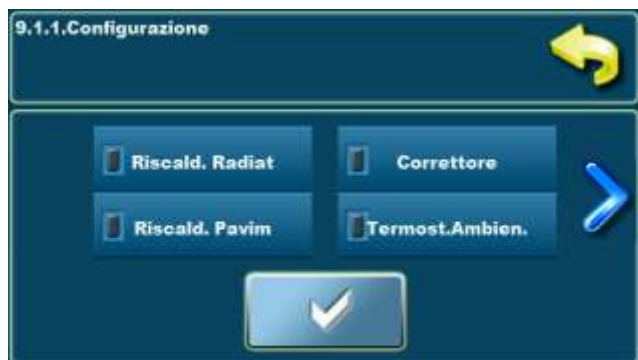 9.1.1.Configurazione
Riscald. Radiat
Correttore
Riscald. Pavim
Termost.Ambien.